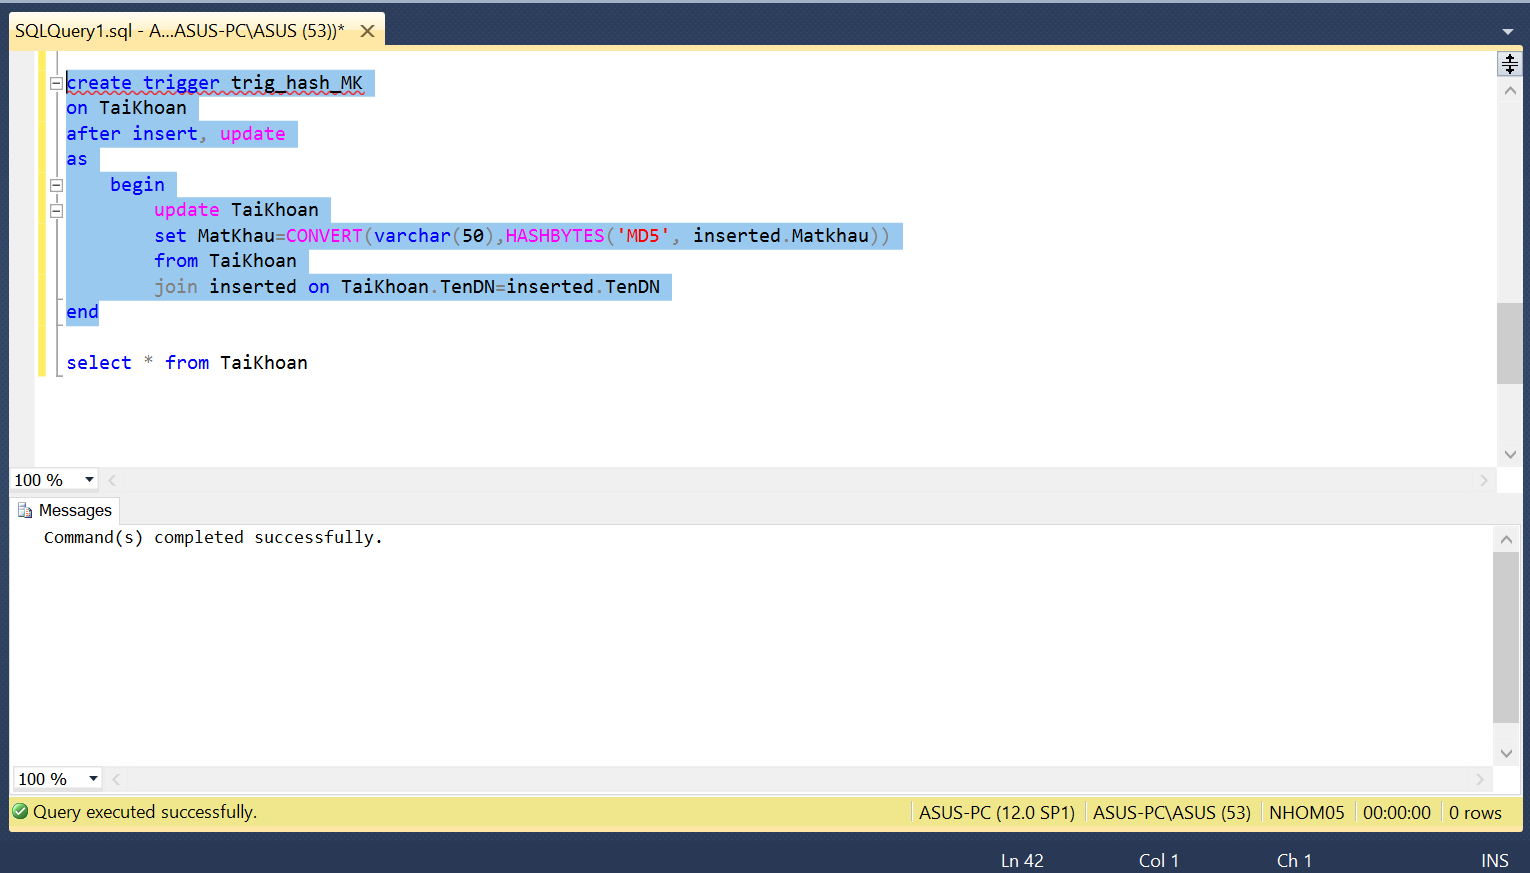 SQLQuery1.sql - A...ASUS-PC\ASUS (53))*
create trigger trig_hash_MK
on TaiKhoan
after insert, update
as
begin
update TaiKhoan
set MatKhau=CONVERT(varchar(50),HASHBYTES('MD5', inserted.Matkhau))
from TaiKhoan
join inserted on TaiKhoan.TenDN=inserted.TenDN
end
select * from TaiKhoan
100 %
Messages
Command(s) completed successfully.
100 %
Query executed successfully. ASUS-PC (12.0 SP1) ASUS-PC\ASUS (53) NHOM05 00:00:00 0 rows
Ln 42 Col 1 Ch 1 INS